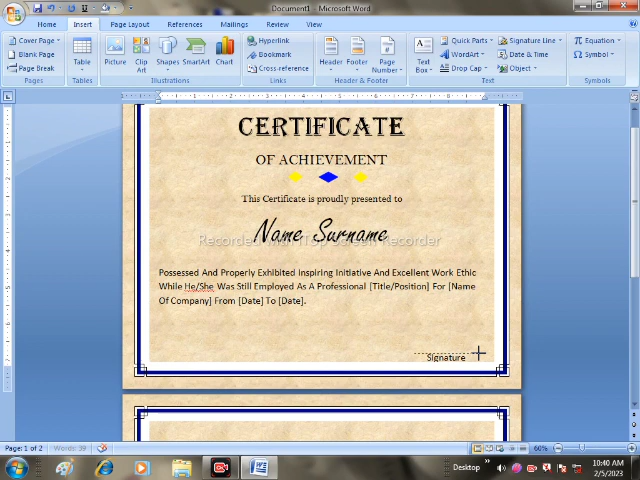 Document1 - Microsoft Word
Home Insert Page Layout References Mailings Review View
Cover Page
Blank Page
Page Break
Pages
Table
Tables
Picture Clip Art Shapes SmartArt Chart
Illustrations
Hyperlink
Bookmark
Cross-reference
Links
Header Footer Page Number
Header & Footer
Text Box
Quick Parts
WordArt
Drop Cap
Signature Line
Date & Time
Object
Text
Equation
Symbol
Symbols
CERTIFICATE
OF ACHIEVEMENT
This Certificate is proudly presented to
Name Surname
Recorded with iTop Screen Recorder
Possessed And Properly Exhibited Inspiring Initiative And Excellent Work Ethic
While He/She Was Still Employed As A Professional [Title/Position] For [Name
Of Company] From [Date] To [Date].
Signature
Page: 1 of 2 Words: 39 60%
Desktop 10:40 AM
2/5/2023